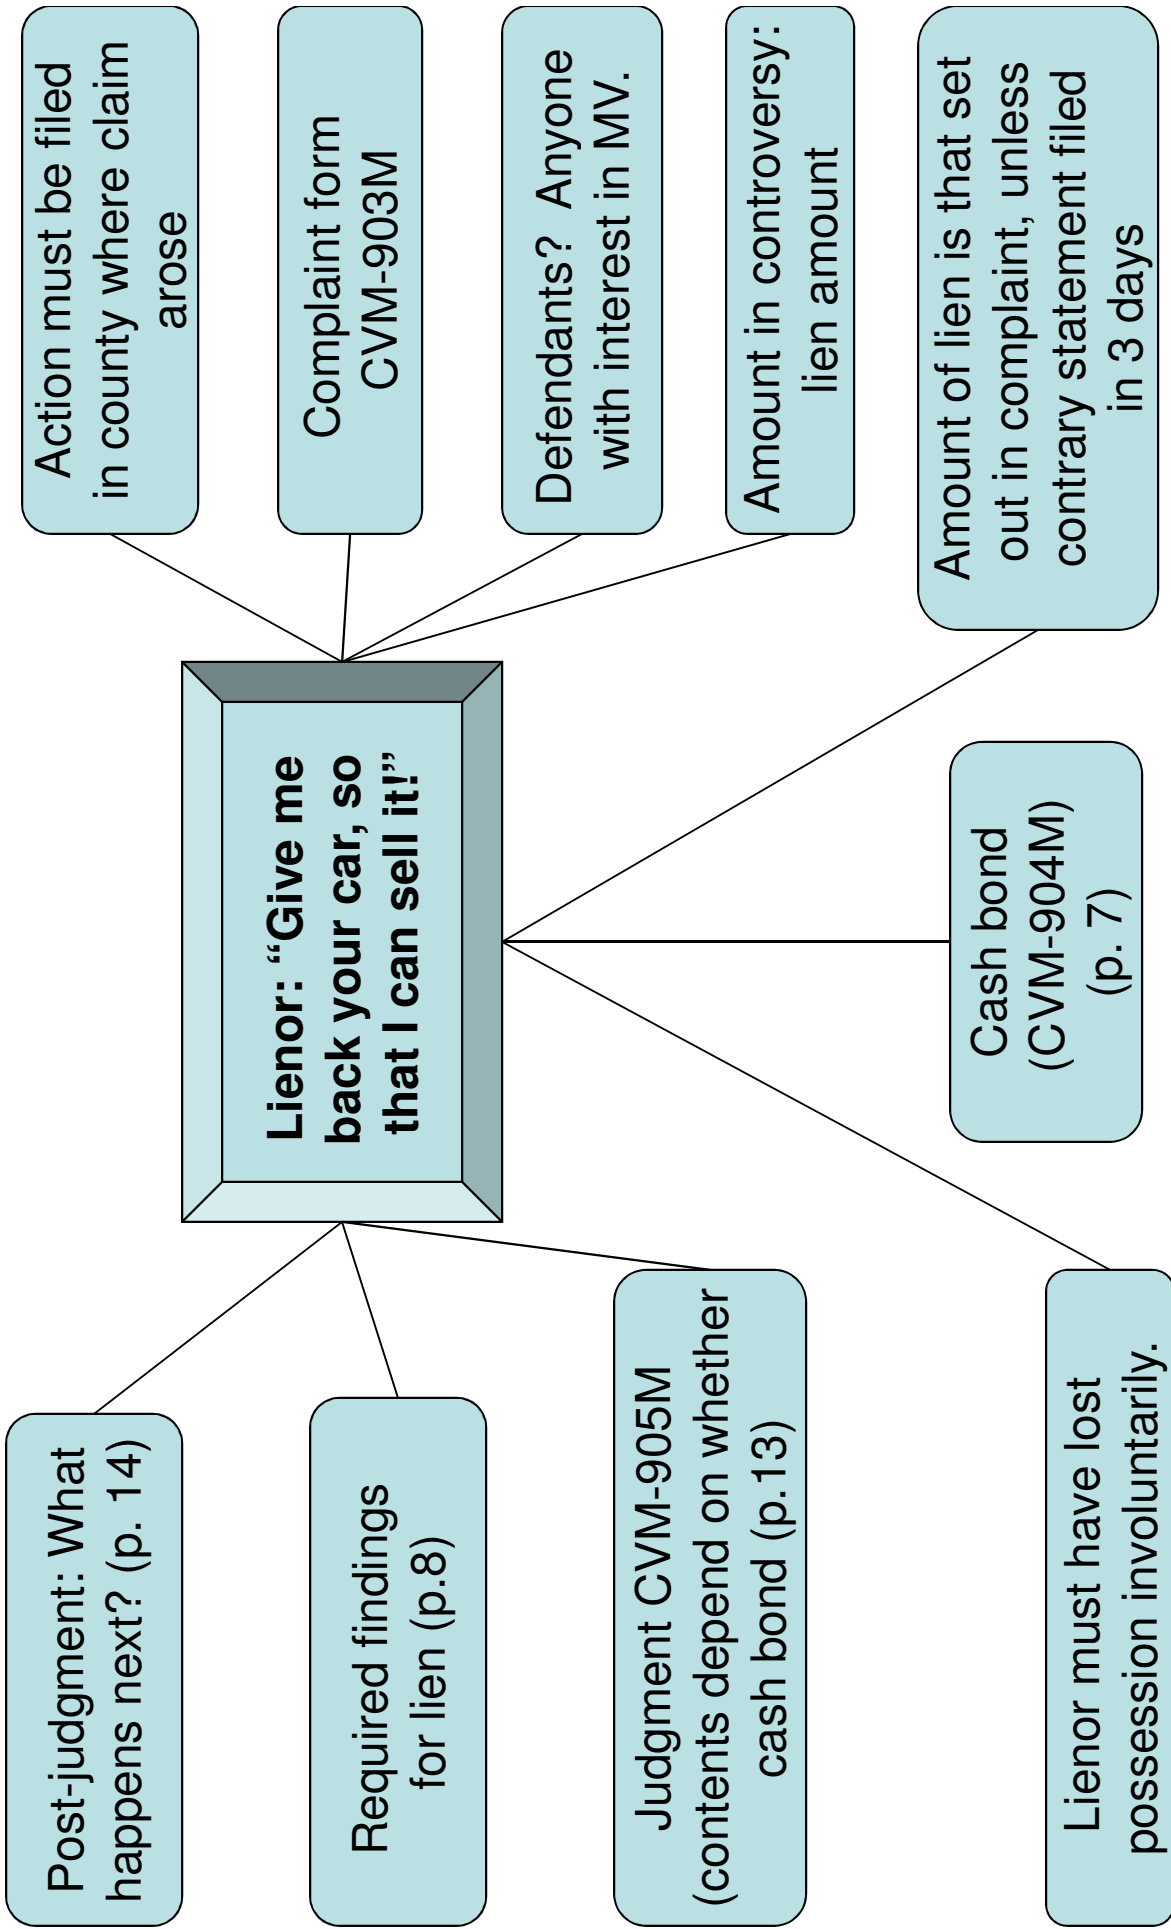 Post-judgment: What
happens next? (p. 14)
Required findings
for lien (p.8)
Judgment CVM-905M
(contents depend on whether
cash bond (p.13)
Lienor must have lost
possession involuntarily.
Lienor: “Give me
back your car, so
that I can sell it!”
Cash bond
(CVM-904M)
(p. 7)
Action must be filed
in county where claim
arose
Complaint form
CVM-903M
Defendants? Anyone
with interest in MV.
Amount in controversy:
lien amount
Amount of lien is that set
out in complaint, unless
contrary statement filed
in 3 days